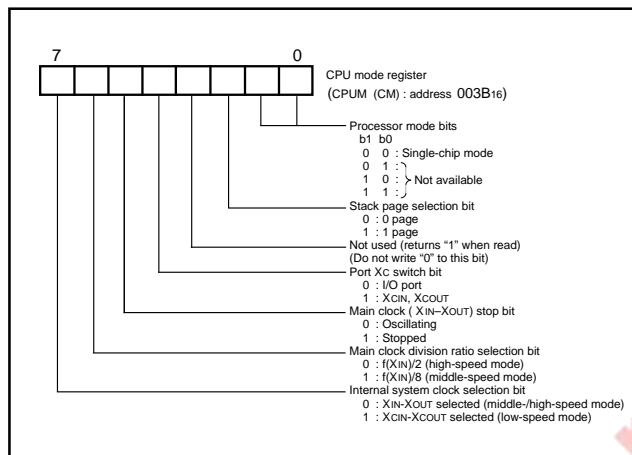 7 0
CPU mode register
(CPUM (CM) : address 003B16)
Processor mode bits
b1 b0
0 0 : Single-chip mode
0 1 :
1 0 : Not available
1 1 :
Stack page selection bit
0 : 0 page
1 : 1 page
Not used (returns “1” when read)
(Do not write “0” to this bit)
Port XC switch bit
0 : I/O port
1 : XCIN, XCOUT
Main clock ( XIN–XOUT) stop bit
0 : Oscillating
1 : Stopped
Main clock division ratio selection bit
0 : f(XIN)/2 (high-speed mode)
1 : f(XIN)/8 (middle-speed mode)
Internal system clock selection bit
0 : XIN-XOUT selected (middle-/high-speed mode)
1 : XCIN-XCOUT selected (low-speed mode)